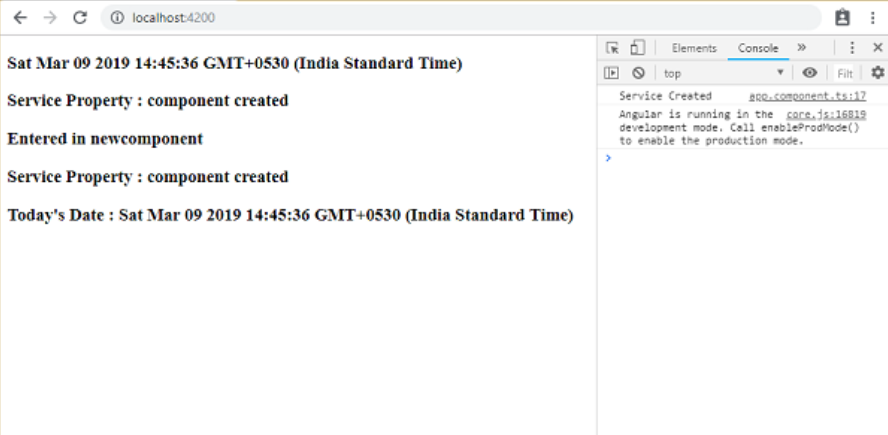 localhost:4200
Sat Mar 09 2019 14:45:36 GMT+0530 (India Standard Time)
Service Property : component created
Entered in newcomponent
Service Property : component created
Today's Date : Sat Mar 09 2019 14:45:36 GMT+0530 (India Standard Time)
Elements Console »
top Filt
Service Created app.component.ts:17
Angular is running in the core.js:16819
development mode. Call enableProdMode()
to enable the production mode.